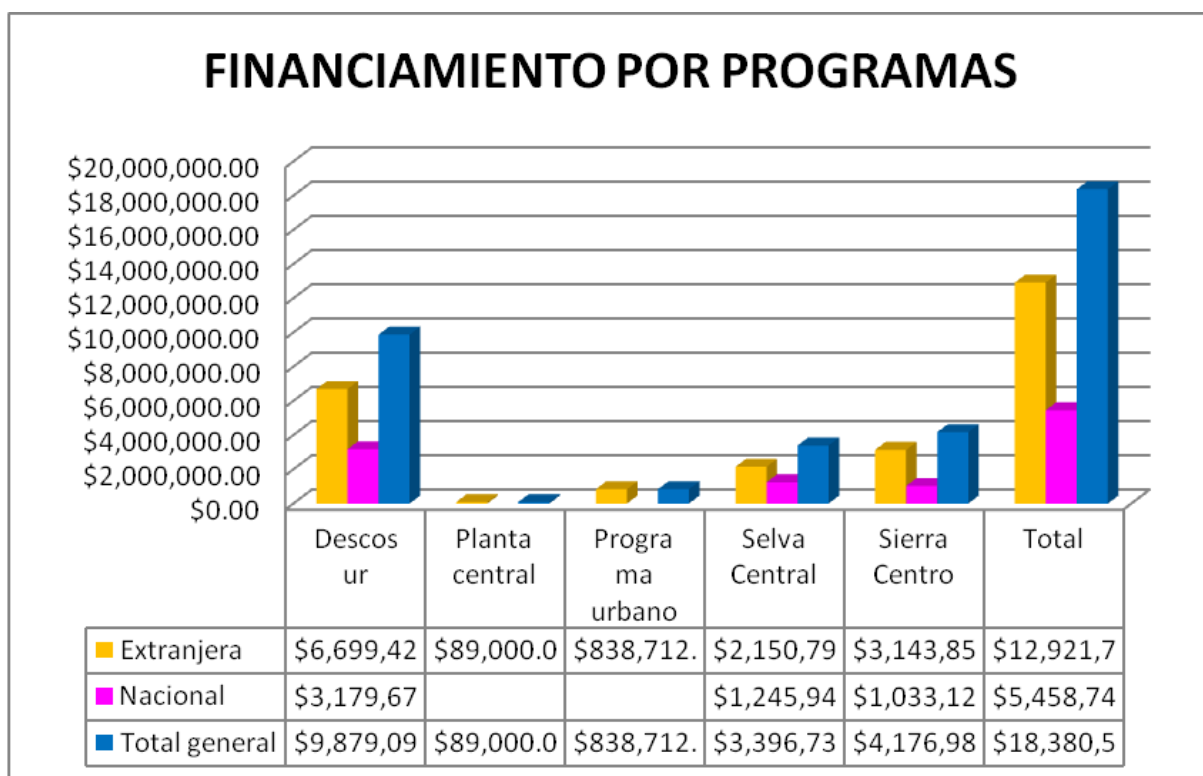 FINANCIAMIENTO POR PROGRAMAS
$20,000,000.00
$18,000,000.00
$16,000,000.00
$14,000,000.00
$12,000,000.00
$10,000,000.00
$8,000,000.00
$6,000,000.00
$4,000,000.00
$2,000,000.00
$0.00
Descos Planta Progra Selva Sierra Total
ur central ma Central Centro
urbano
Extranjera $6,699,42 $89,000.0 $838,712. $2,150,79 $3,143,85 $12,921,7
Nacional $3,179,67 $1,245,94 $1,033,12 $5,458,74
Total general $9,879,09 $89,000.0 $838,712. $3,396,73 $4,176,98 $18,380,5